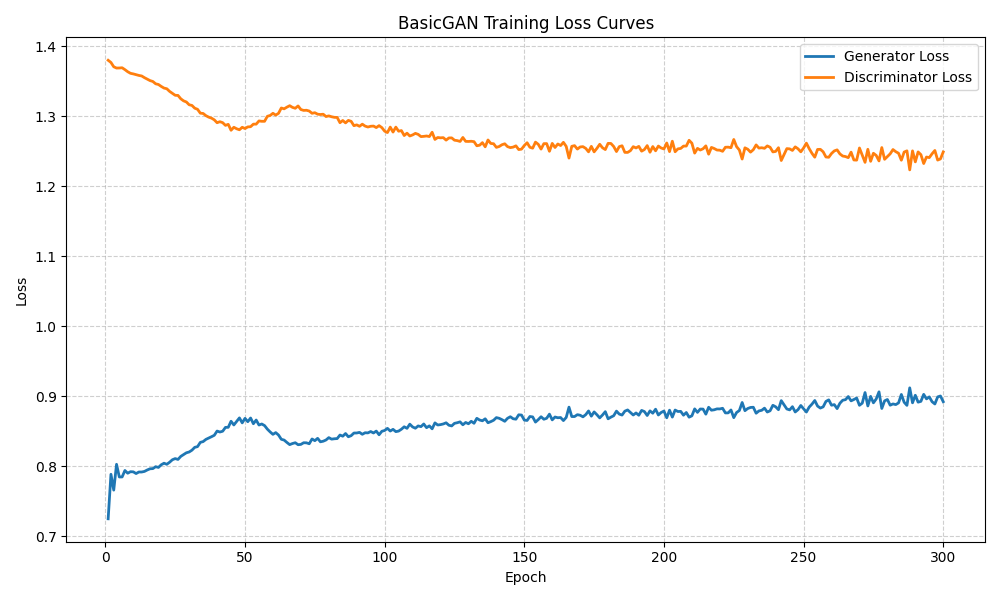 BasicGAN Training Loss Curves
Generator Loss
Discriminator Loss
1.4
1.3
1.2
1.1
1.0
0.9
0.8
0.7
Loss
0 50 100 150 200 250 300
Epoch